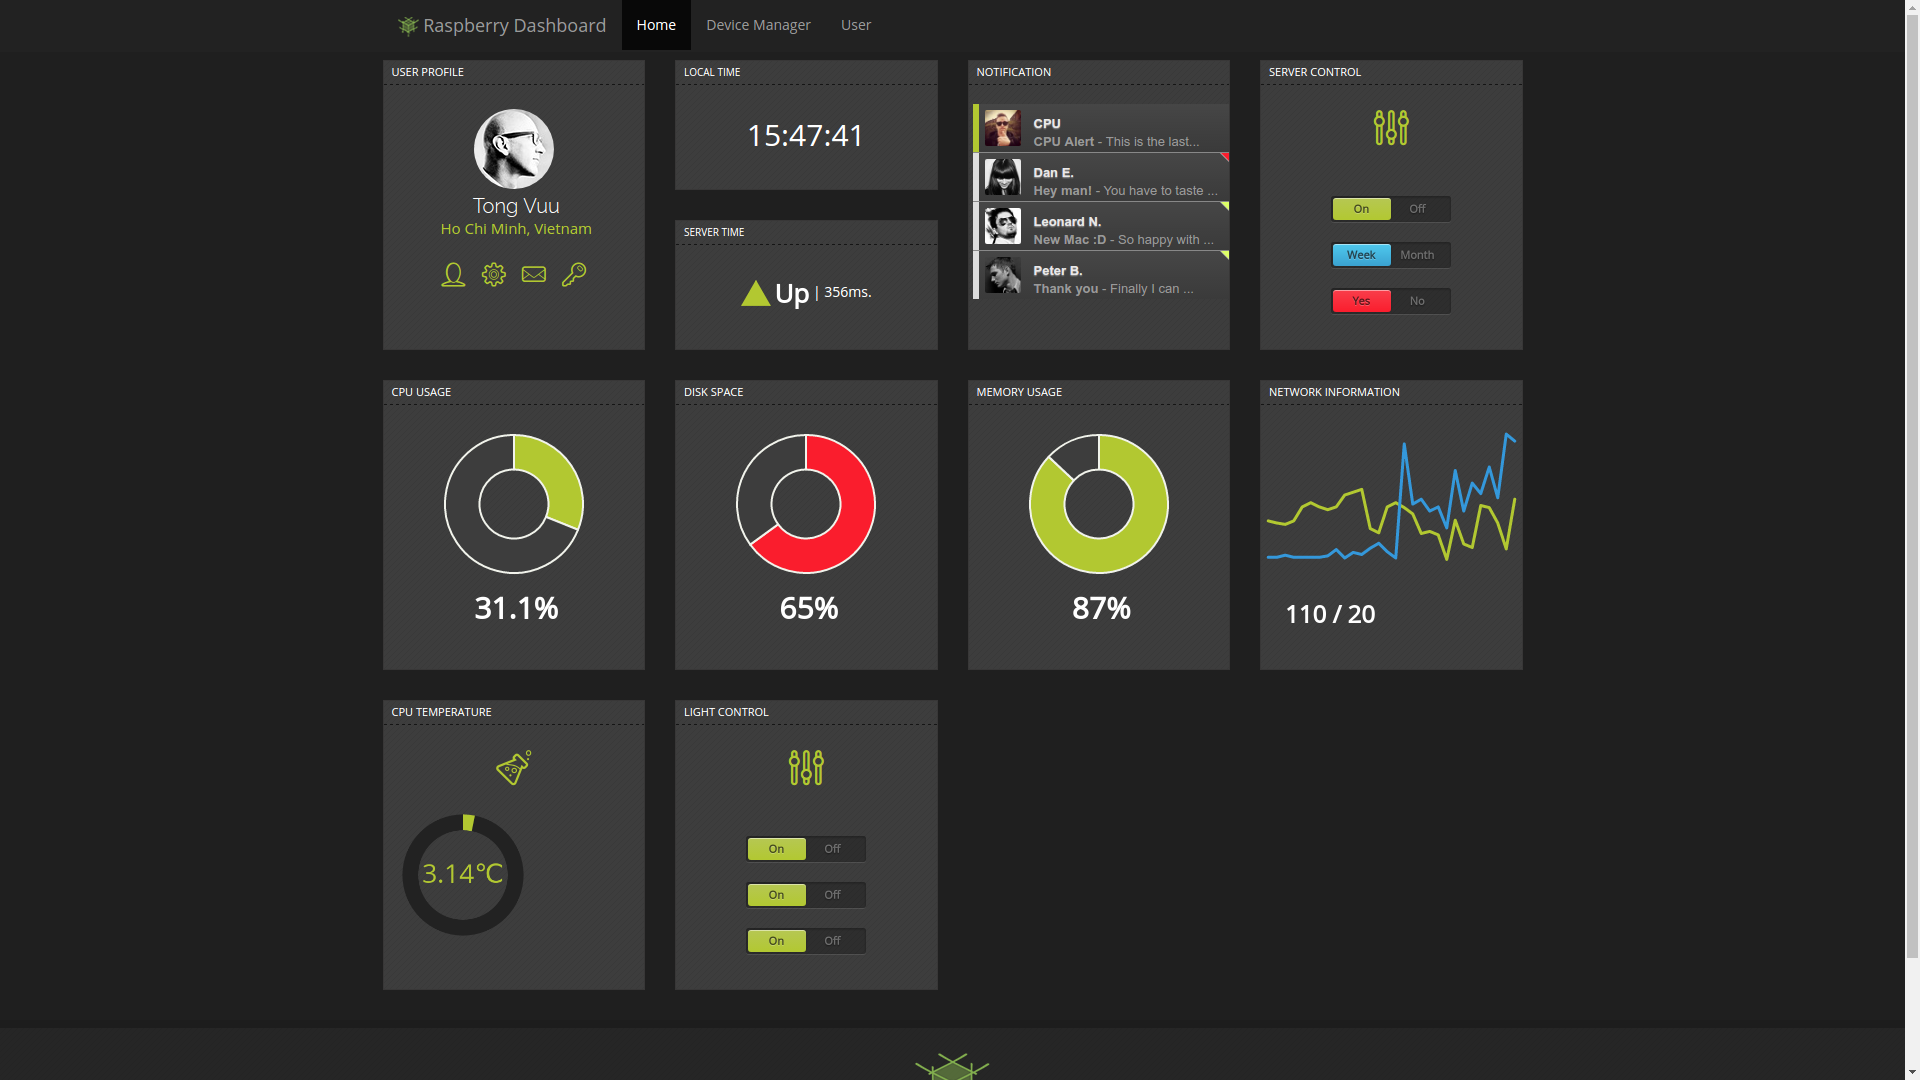 Raspberry Dashboard Home Device Manager User
USER PROFILE
Tong Vuu
Ho Chi Minh, Vietnam
LOCAL TIME
15:47:41
SERVER TIME
Up | 356ms.
NOTIFICATION
CPU
CPU Alert - This is the last...
Dan E.
Hey man! - You have to taste ...
Leonard N.
New Mac :D - So happy with ...
Peter B.
Thank you - Finally I can ...
SERVER CONTROL
On Off
Week Month
Yes No
CPU USAGE
31.1%
DISK SPACE
65%
MEMORY USAGE
87%
NETWORK INFORMATION
110 / 20
CPU TEMPERATURE
3.14°C
LIGHT CONTROL
On Off
On Off
On Off